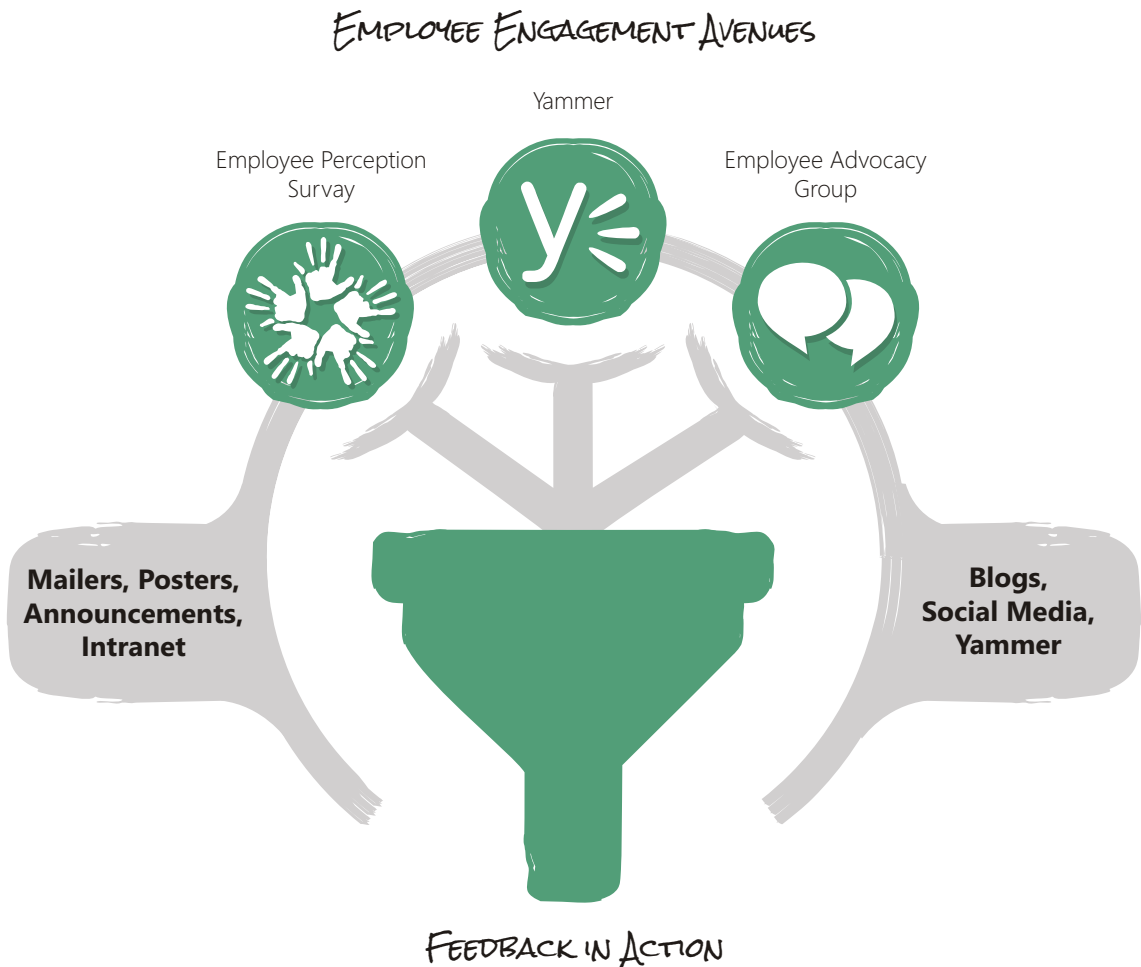 EMPLOYEE ENGAGEMENT AVENUES
Yammer
Employee Perception
Survay
Employee Advocacy
Group
Mailers, Posters,
Announcements,
Intranet
Blogs,
Social Media,
Yammer
FEEDBACK IN ACTION